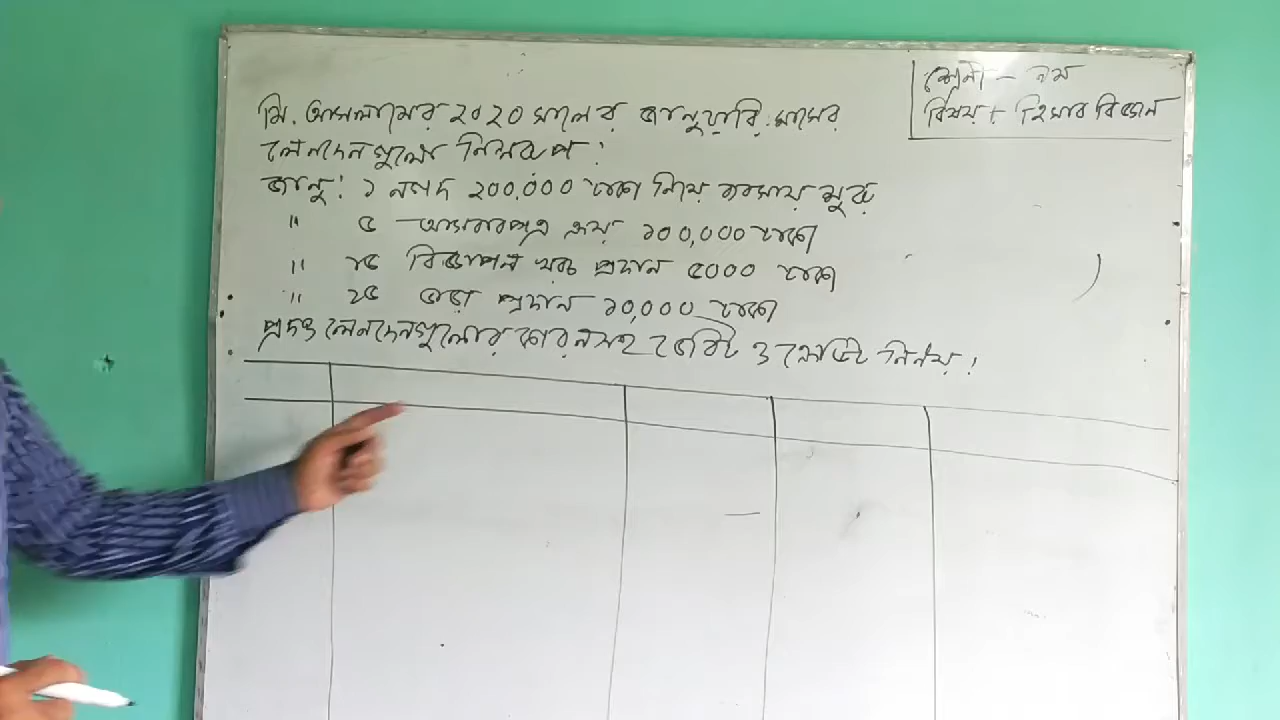 শ্রেণী - নবম
বিষয় + হিসাব বিজ্ঞান
মি. আসলামের ২০২০ সালের জানুয়ারি মাসের
লেনদেনগুলো নিম্নরূপ:
জানু: ১ নগদ ২০০,০০০ টাকা নিয়ে ব্যবসায় শুরু
" ৫ আসবাবপত্র ক্রয় ১০০,০০০ টাকা
" ১৫ বিজ্ঞাপন খরচ প্রদান ৫০০০ টাকা
" ২৫ ভাড়া প্রদান ১০,০০০ টাকা
প্রদত্ত লেনদেনগুলোর কারনসহ ডেবিট ও ক্রেডিট নির্ণয়।